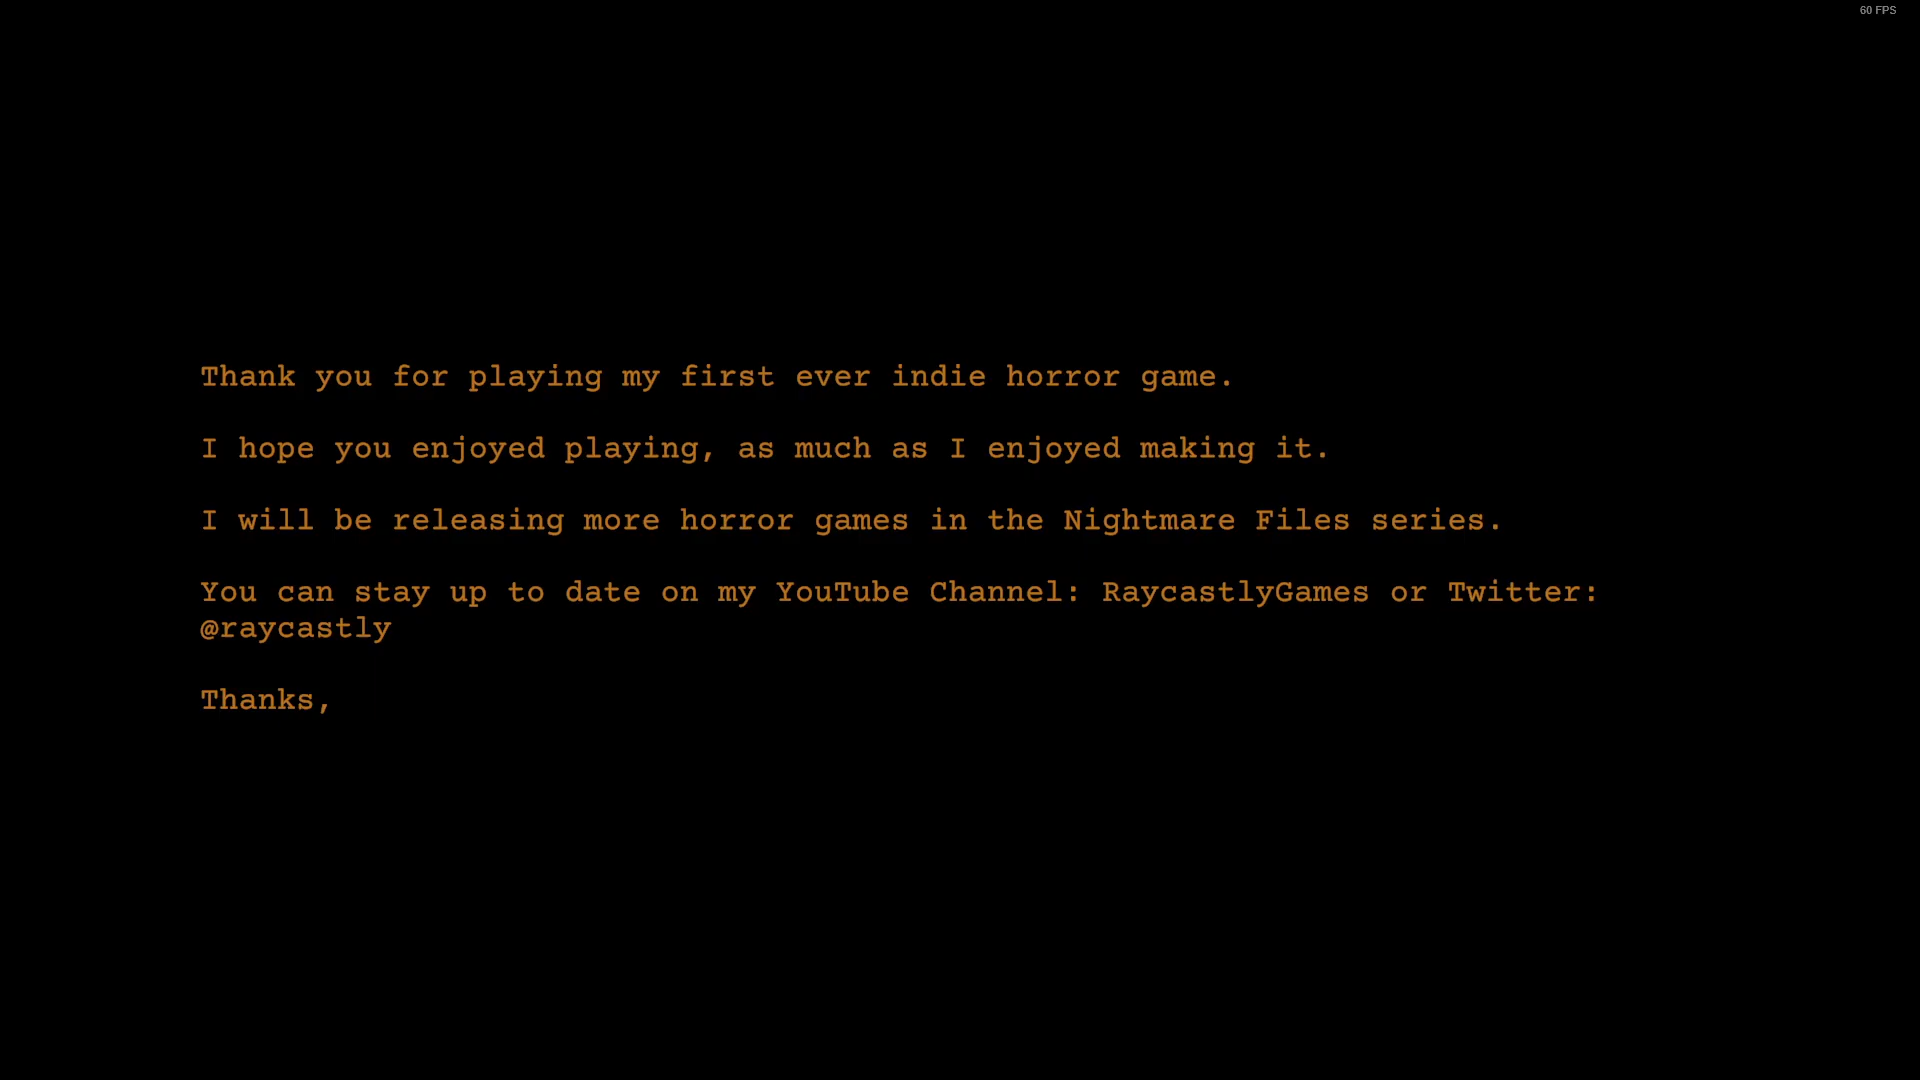 60 FPS
Thank you for playing my first ever indie horror game.
I hope you enjoyed playing, as much as I enjoyed making it.
I will be releasing more horror games in the Nightmare Files series.
You can stay up to date on my YouTube Channel: RaycastlyGames or Twitter:
@raycastly
Thanks,